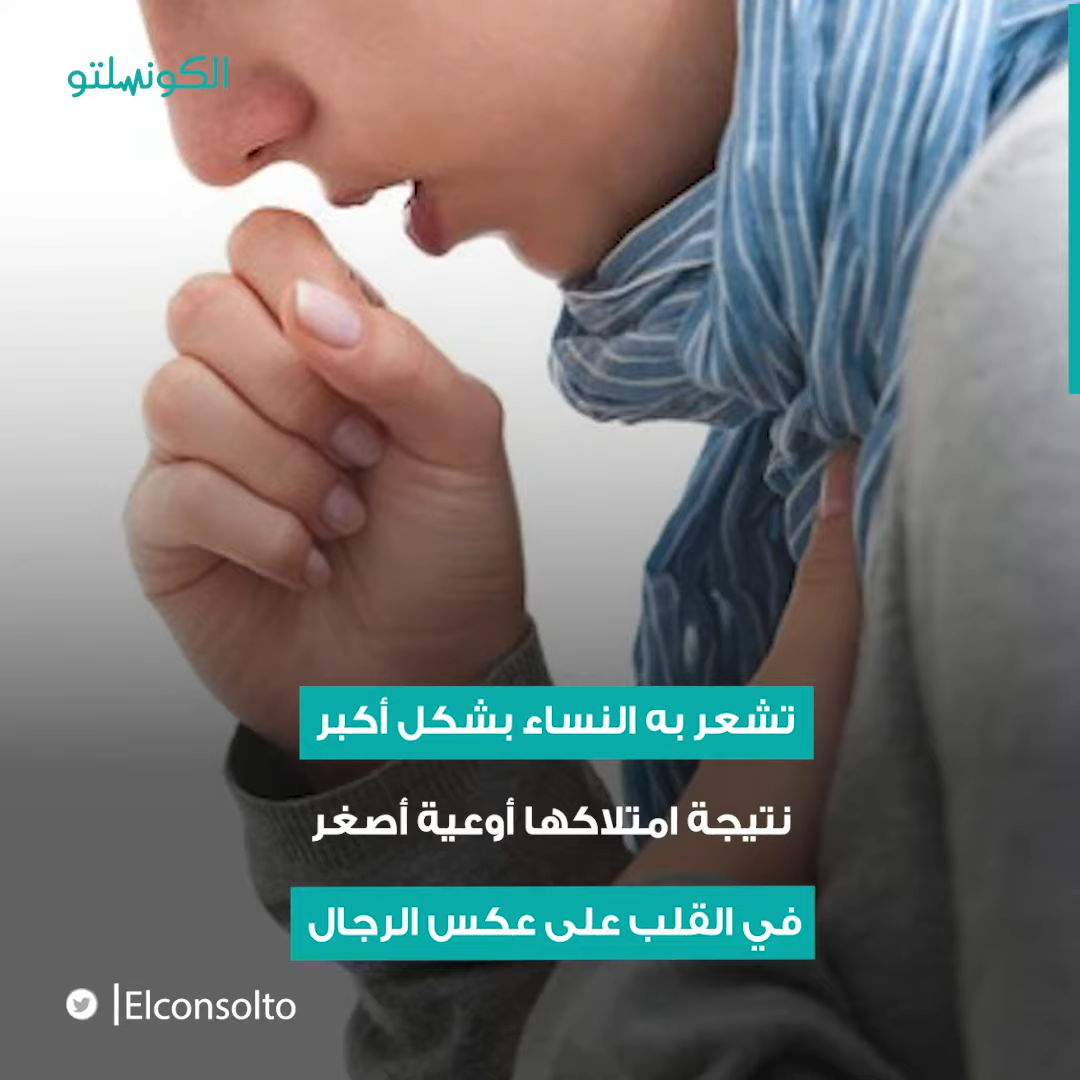 الكونسلتو
تشعر به النساء بشكل أكبر
نتيجة امتلاكها أوعية أصغر
في القلب على عكس الرجال
|Elconsolto